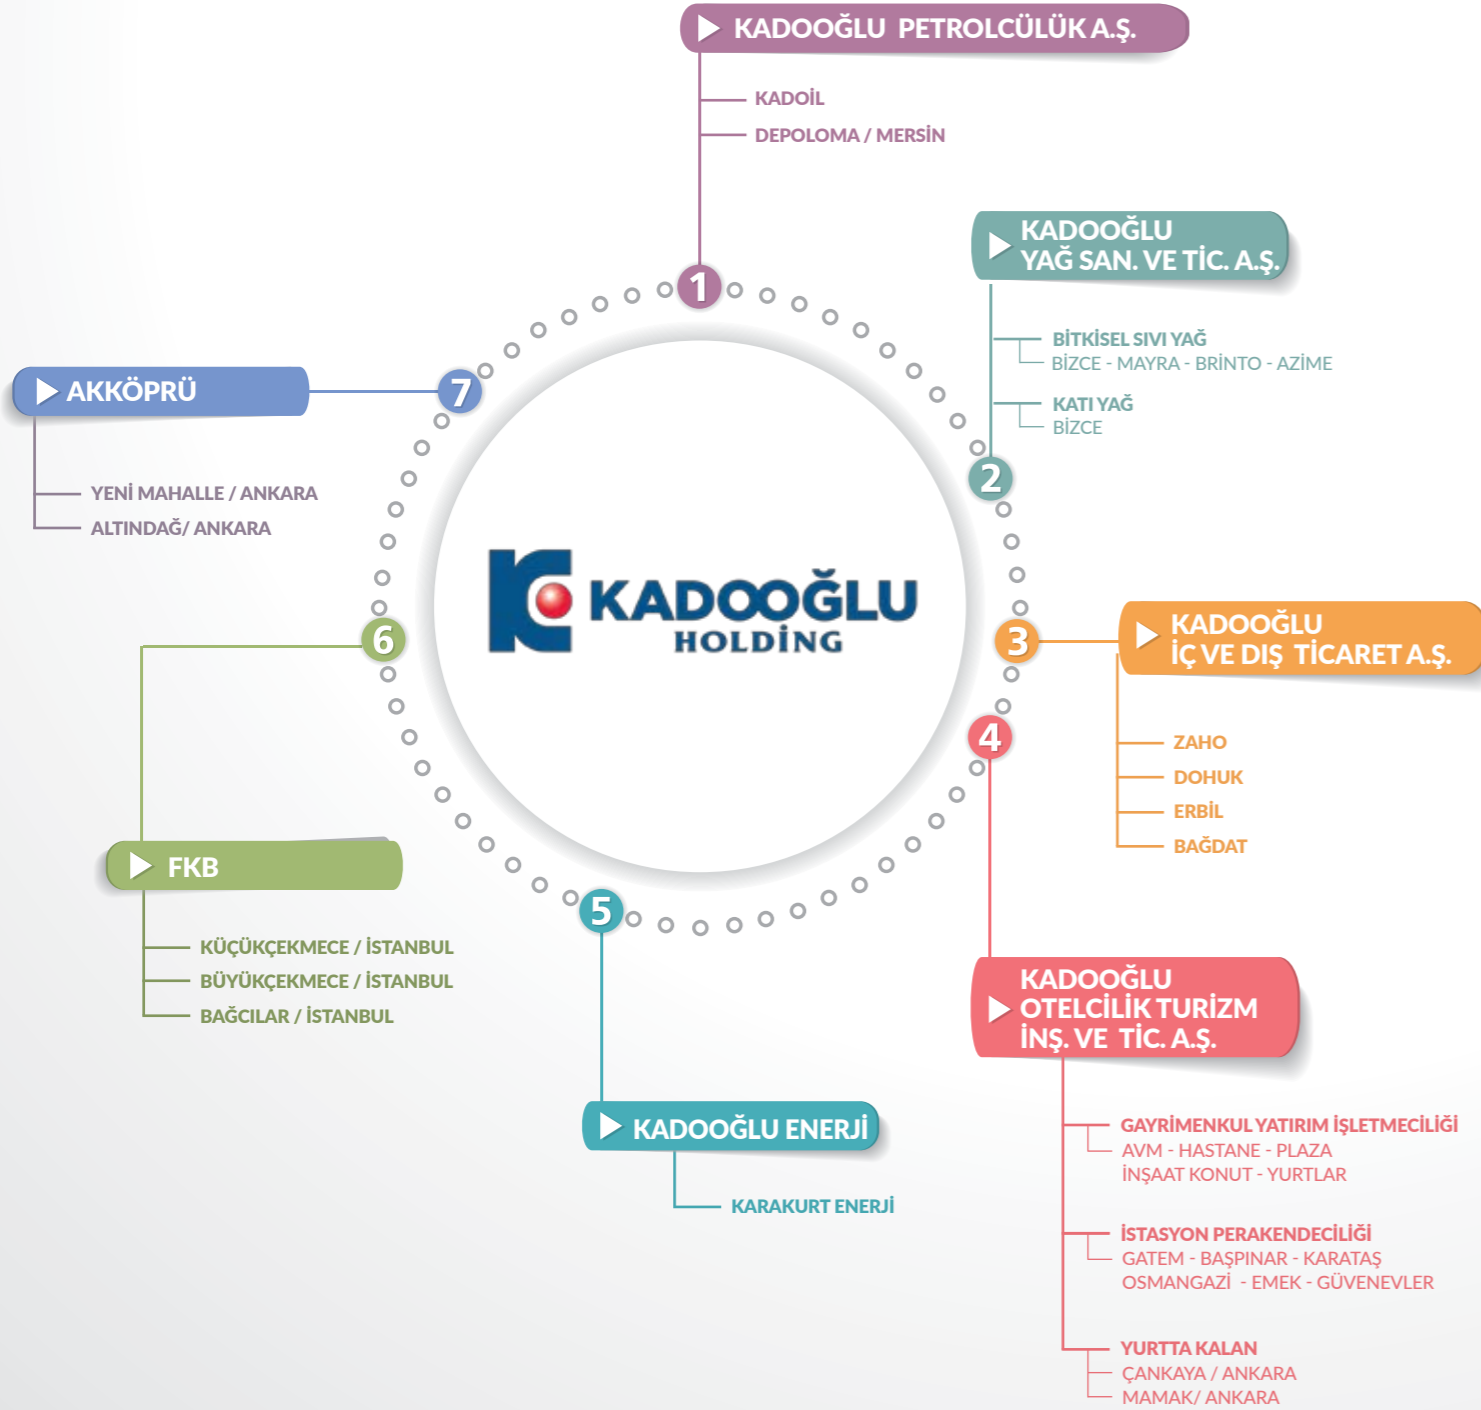 KADOOĞLU PETROLCÜLÜK A.Ş.
KADOİL
DEPOLOMA / MERSİN
1
KADOOĞLU
YAĞ SAN. VE TİC. A.Ş.
BİTKİSEL SIVI YAĞ
BİZCE - MAYRA - BRİNTO - AZİME
KATI YAĞ
BİZCE
2
KADOOĞLU
HOLDİNG
3
KADOOĞLU
İÇ VE DIŞ TİCARET A.Ş.
ZAHO
DOHUK
ERBİL
BAĞDAT
4
KADOOĞLU
OTELCİLİK TURİZM
İNŞ. VE TİC. A.Ş.
GAYRİMENKUL YATIRIM İŞLETMECİLİĞİ
AVM - HASTANE - PLAZA
İNŞAAT KONUT - YURTLAR
İSTASYON PERAKENDECİLİĞİ
GATEM - BAŞPINAR - KARATAŞ
OSMANGAZİ - EMEK - GÜVENEVLER
YURTTA KALAN
ÇANKAYA / ANKARA
MAMAK/ ANKARA
5
KADOOĞLU ENERJİ
KARAKURT ENERJİ
6
FKB
KÜÇÜKÇEKMECE / İSTANBUL
BÜYÜKÇEKMECE / İSTANBUL
BAĞCILAR / İSTANBUL
7
AKKÖPRÜ
YENİ MAHALLE / ANKARA
ALTINDAĞ/ ANKARA